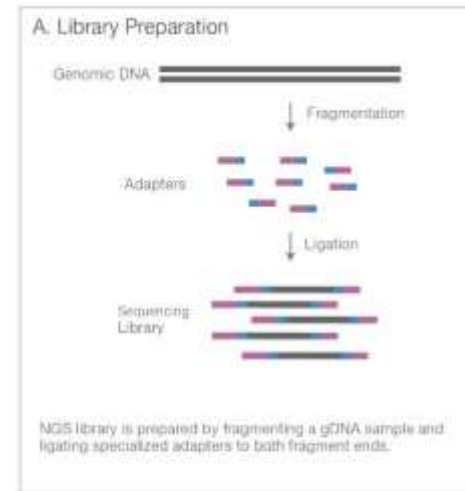 A. Library Preparation
Genomic DNA
Fragmentation
Adapters
Ligation
Sequencing
Library
NGS library is prepared by fragmenting a gDNA sample and
ligating specialized adapters to both fragment ends.